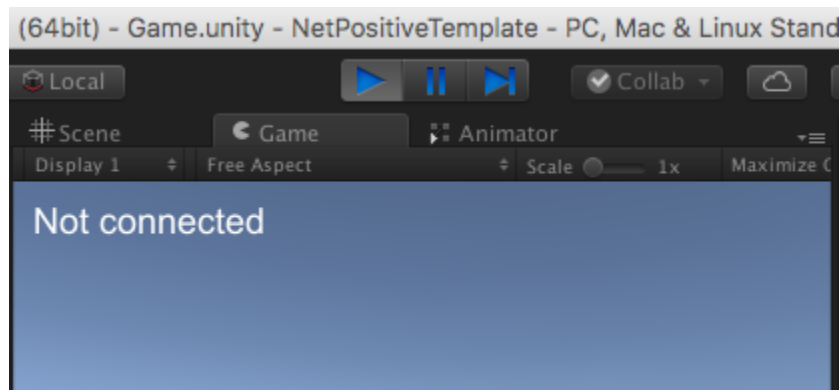 (64bit) - Game.unity - NetPositiveTemplate - PC, Mac & Linux Stand
Local Collab
Scene Game Animator
Display 1 Free Aspect Scale 1x Maximize
Not connected